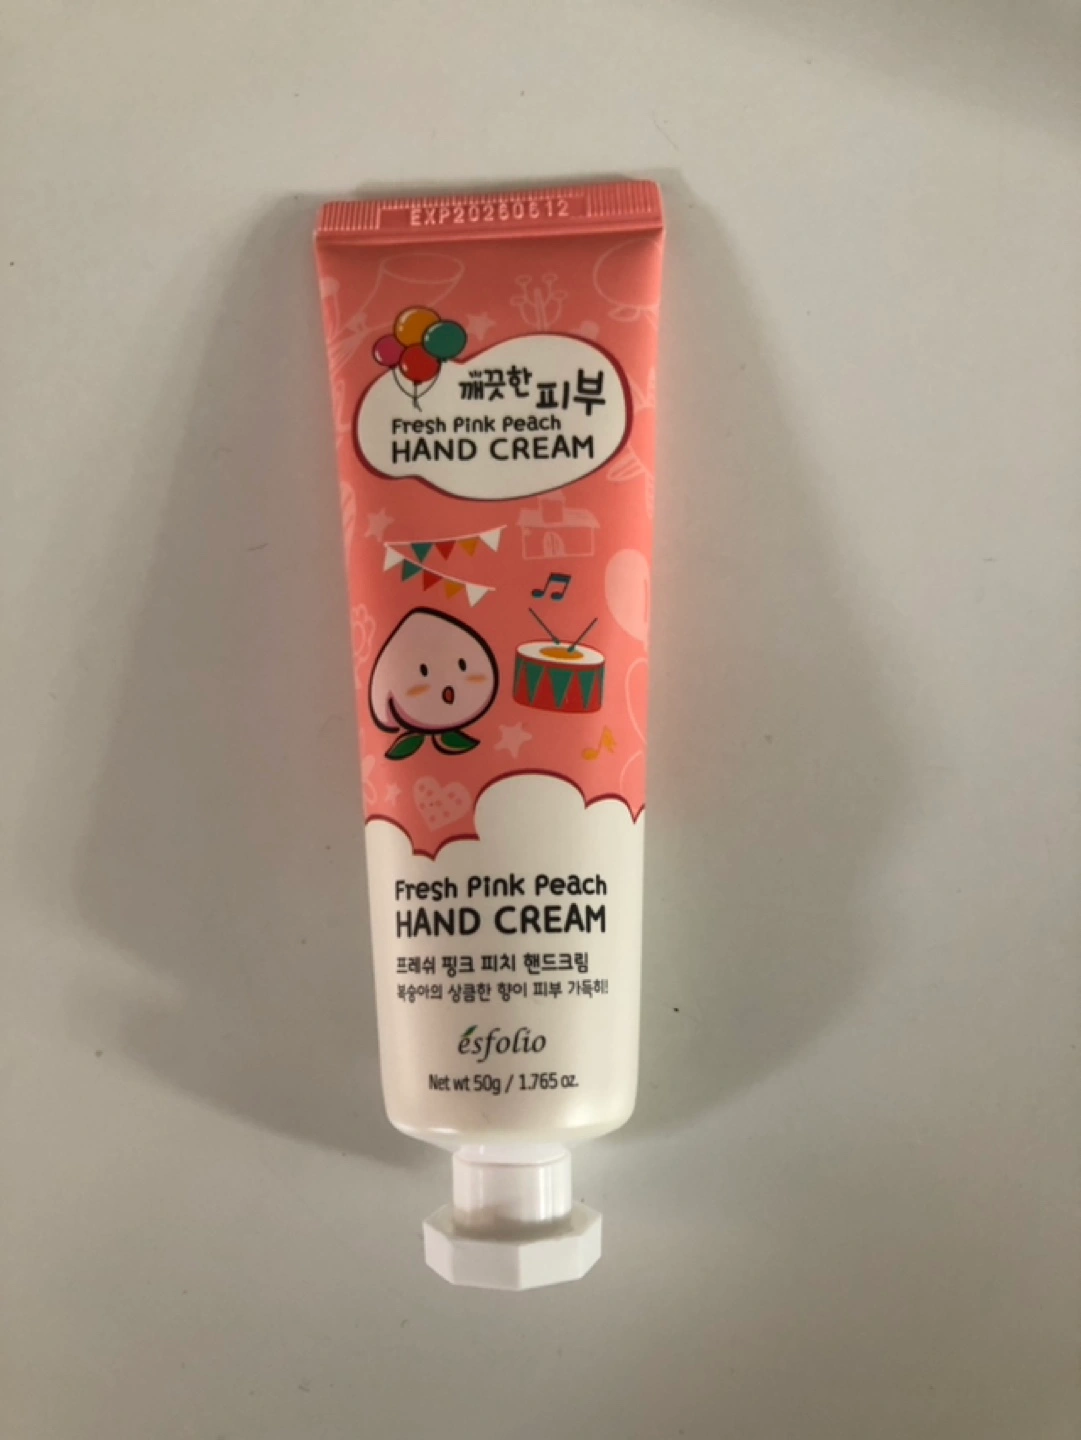 EXP20260612
깨끗한 피부
Fresh Pink Peach
HAND CREAM
Fresh Pink Peach
HAND CREAM
프레쉬 핑크 피치 핸드크림
복숭아의 상큼한 향이 피부 가득히!
esfolio
Net wt 50g / 1.765 oz.